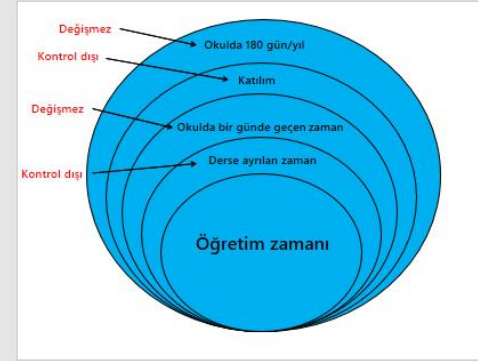 Değişmez
Okulda 180 gün/yıl
Kontrol dışı
Katılım
Değişmez
Okulda bir günde geçen zaman
Derse ayrılan zaman
Kontrol dışı
Öğretim zamanı